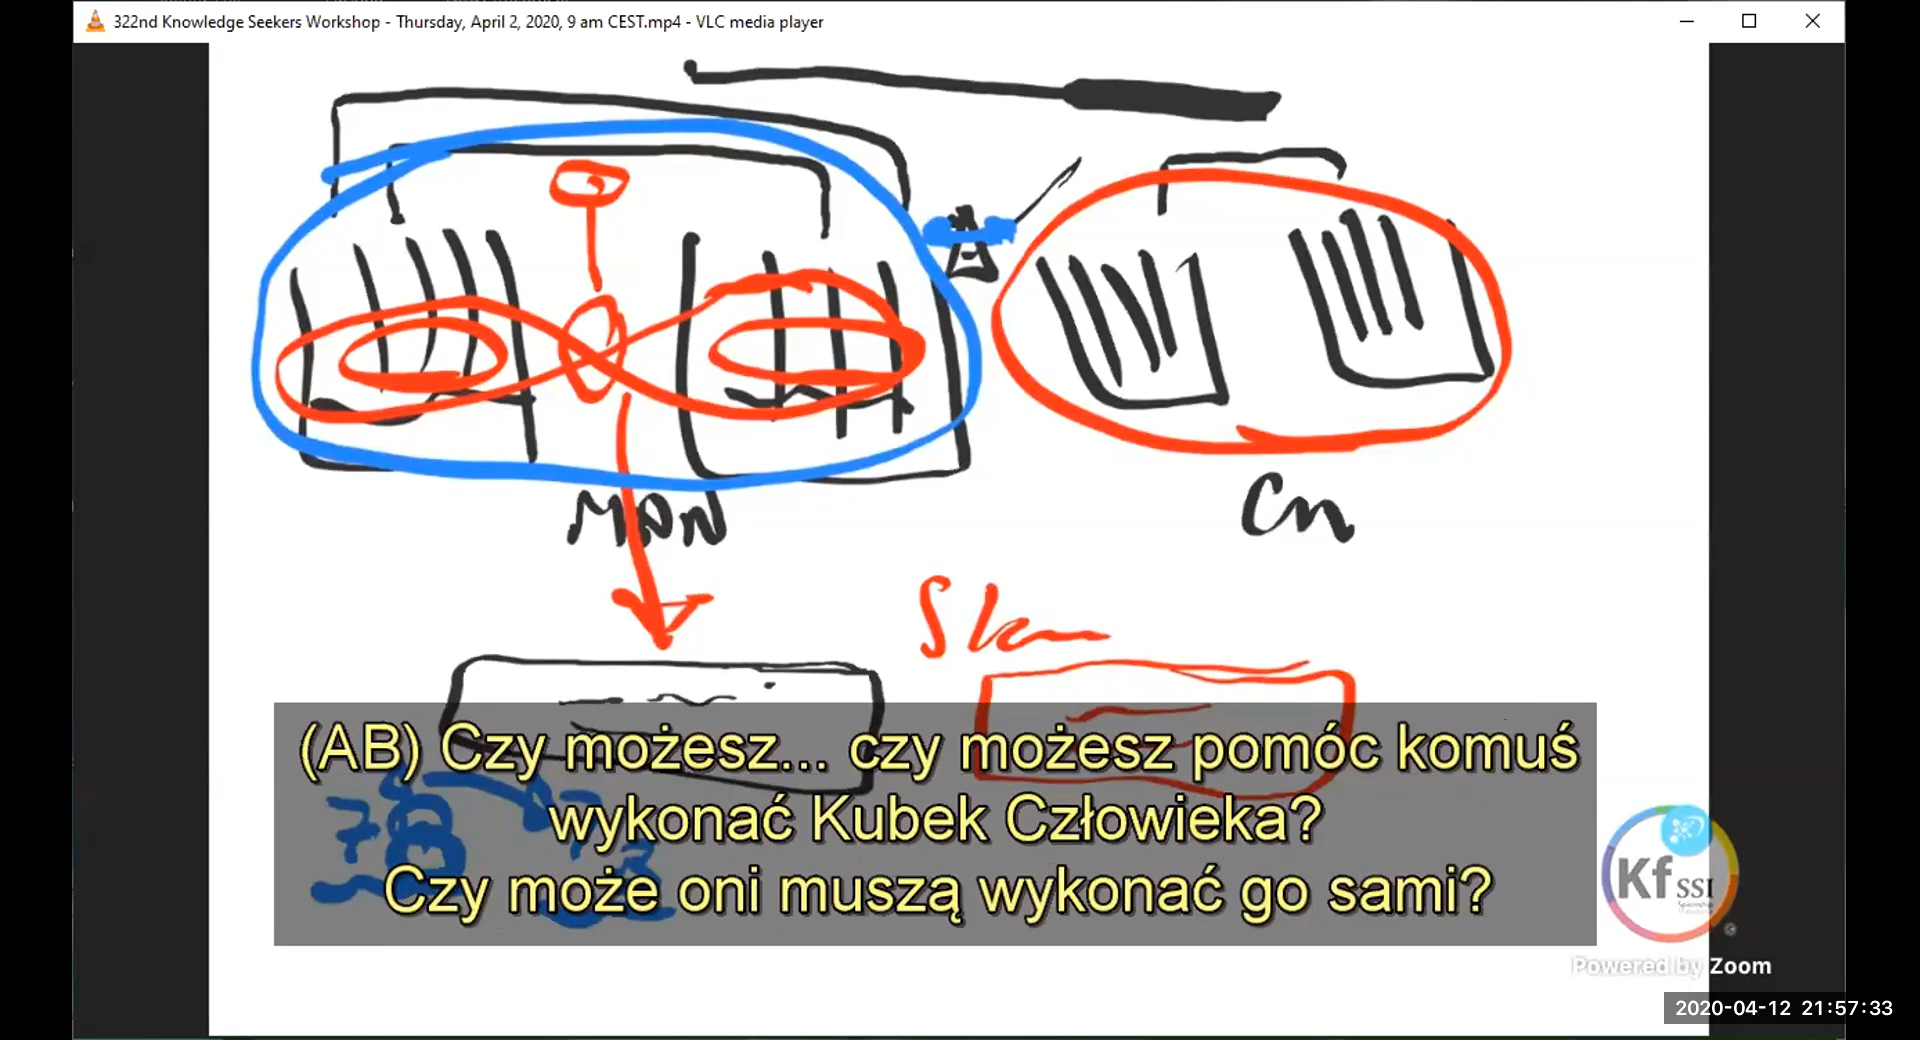 322nd Knowledge Seekers Workshop - Thursday, April 2, 2020, 9 am CEST.mp4 - VLC media player
MAN
Cn
(AB) Czy możesz... czy możesz pomóc komuś
wykonać Kubek Człowieka?
Czy może oni muszą wykonać go sami?
Kf SSI
Powered by Zoom
2020-04-12 21:57:33